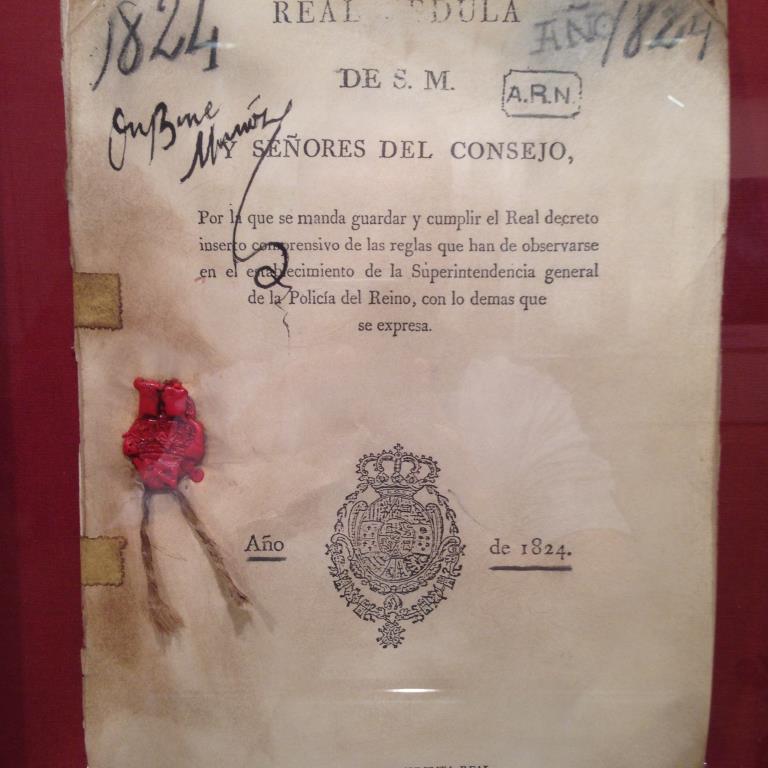 1824
AÑO 1824
REAL CEDULA
DE S. M.
A.R.N.
Muñoz
Y SEÑORES DEL CONSEJO,
Por la que se manda guardar y cumplir el Real decreto
inserto comprensivo de las reglas que han de observarse
en el establecimiento de la Superintendencia general
de la Policía del Reino, con lo demas que
se expresa.
Año de 1824.